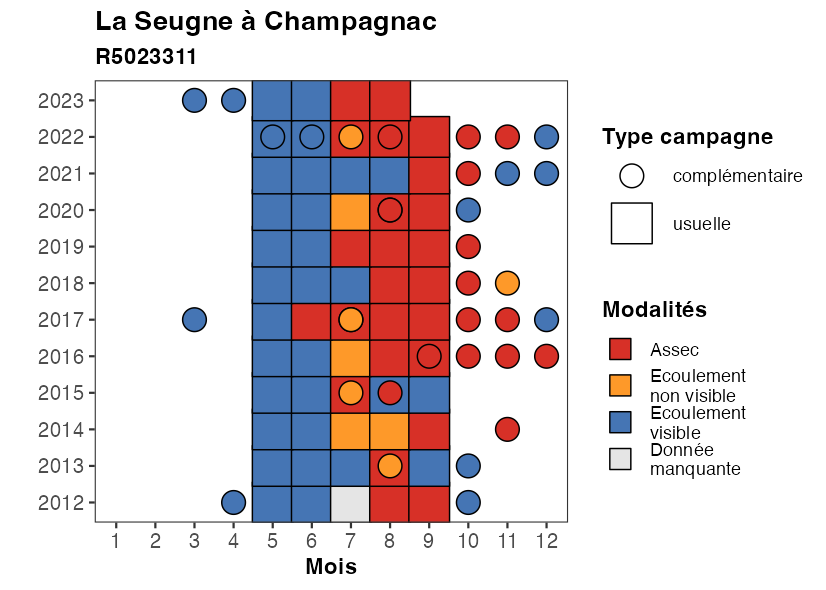 La Seugne à Champagnac
R5023311
2023
2022
2021
2020
2019
2018
2017
2016
2015
2014
2013
2012
1 2 3 4 5 6 7 8 9 10 11 12
Mois
Type campagne
complémentaire
usuelle
Modalités
Assec
Ecoulement
non visible
Ecoulement
visible
Donnée
manquante